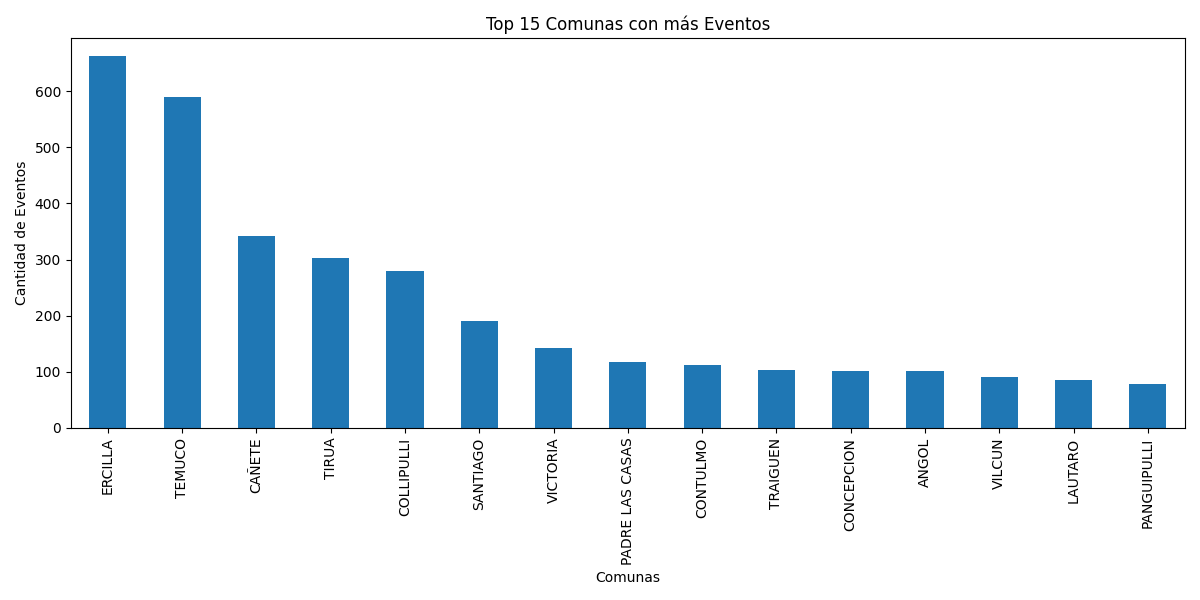 Top 15 Comunas con más Eventos
Cantidad de Eventos
600
500
400
300
200
100
0
ERCILLA
TEMUCO
CAÑETE
TIRUA
COLLIPULLI
SANTIAGO
VICTORIA
PADRE LAS CASAS
CONTULMO
TRAIGUEN
CONCEPCION
ANGOL
VILCUN
LAUTARO
PANGUIPULLI
Comunas